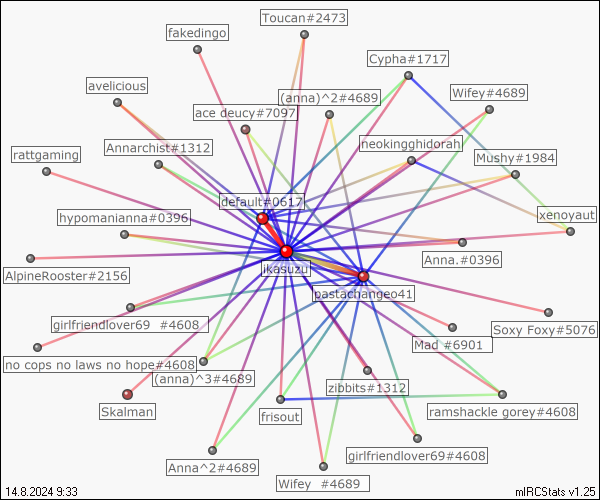 Toucan#2473
fakedingo
Cypha#1717
avelicious
(anna)^2#4689
Wifey#4689
ace deucy#7097
Annarchist#1312
neokingghidorah
rattgaming
Mushy#1984
default#0617
hypomanianna#0396
xenoyaut
Anna.#0396
jkasuzu
AlpineRooster#2156
pastachangeo41
girlfriendlover69 #4608
Soxy Foxy#5076
Mad #6901
no cops no laws no hope#4608
(anna)^3#4689
zibbits#1312
Skalman
frisout
ramshackle gorey#4608
Anna^2#4689
girlfriendlover69#4608
Wifey #4689
14.8.2024 9:33
mIRCStats v1.25